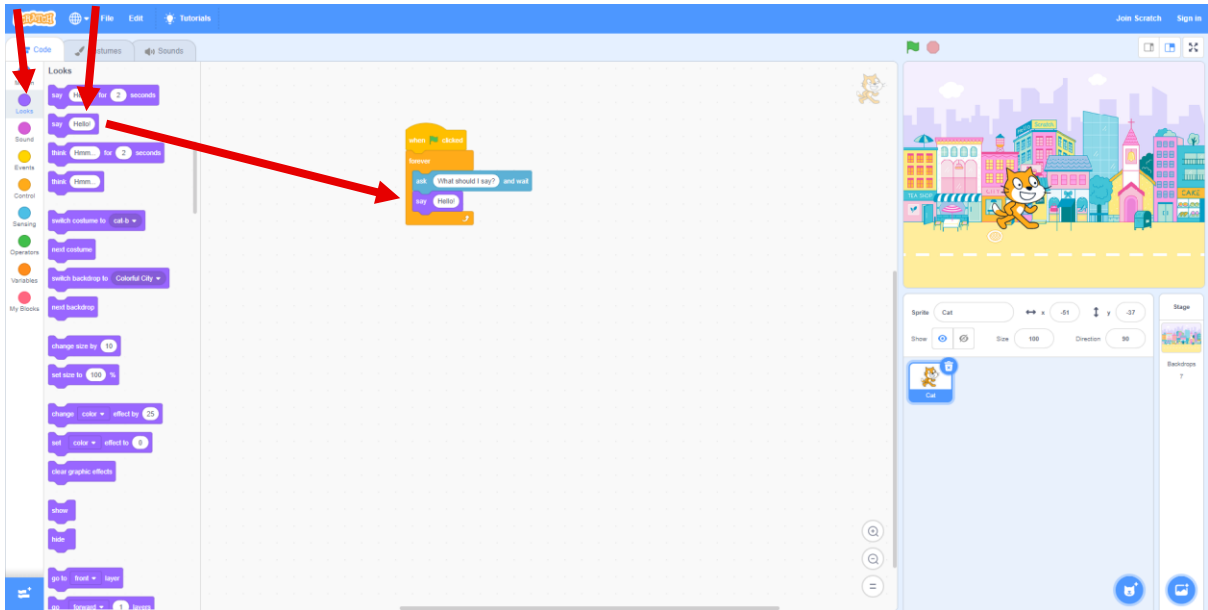 SCRATCH File Edit Tutorials Join Scratch Sign in
Code Costumes Sounds
Looks
Sound
Events
Control
Sensing
Operators
Variables
My Blocks
Looks
say for 2 seconds
say Hello!
think Hmm... for 2 seconds
think Hmm...
switch costume to cat-b
next costume
switch backdrop to Colorful City
next backdrop
change size by 10
set size to 100 %
change color effect by 25
set color effect to 0
clear graphic effects
show
hide
go to front layer
go forward 1 layers
when clicked
forever
ask What should I say? and wait
say Hello!
Scratch
CAKE
Sprite Cat x -51 y -37
Show Size 100 Direction 90
Cat
Stage
Backdrops
7